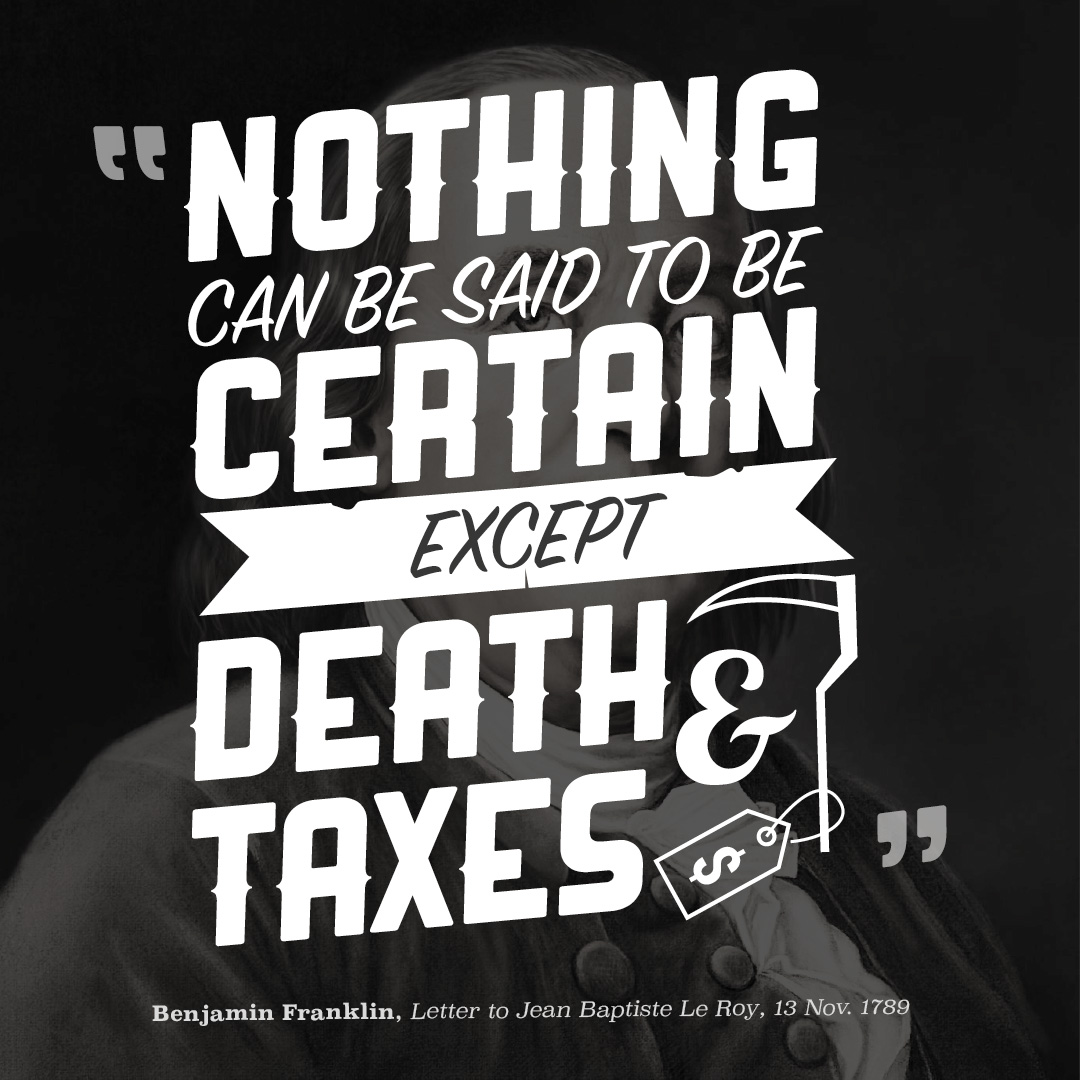 “NOTHING
CAN BE SAID TO BE
CERTAIN
EXCEPT
DEATH &
TAXES”
$
Benjamin Franklin, Letter to Jean Baptiste Le Roy, 13 Nov. 1789